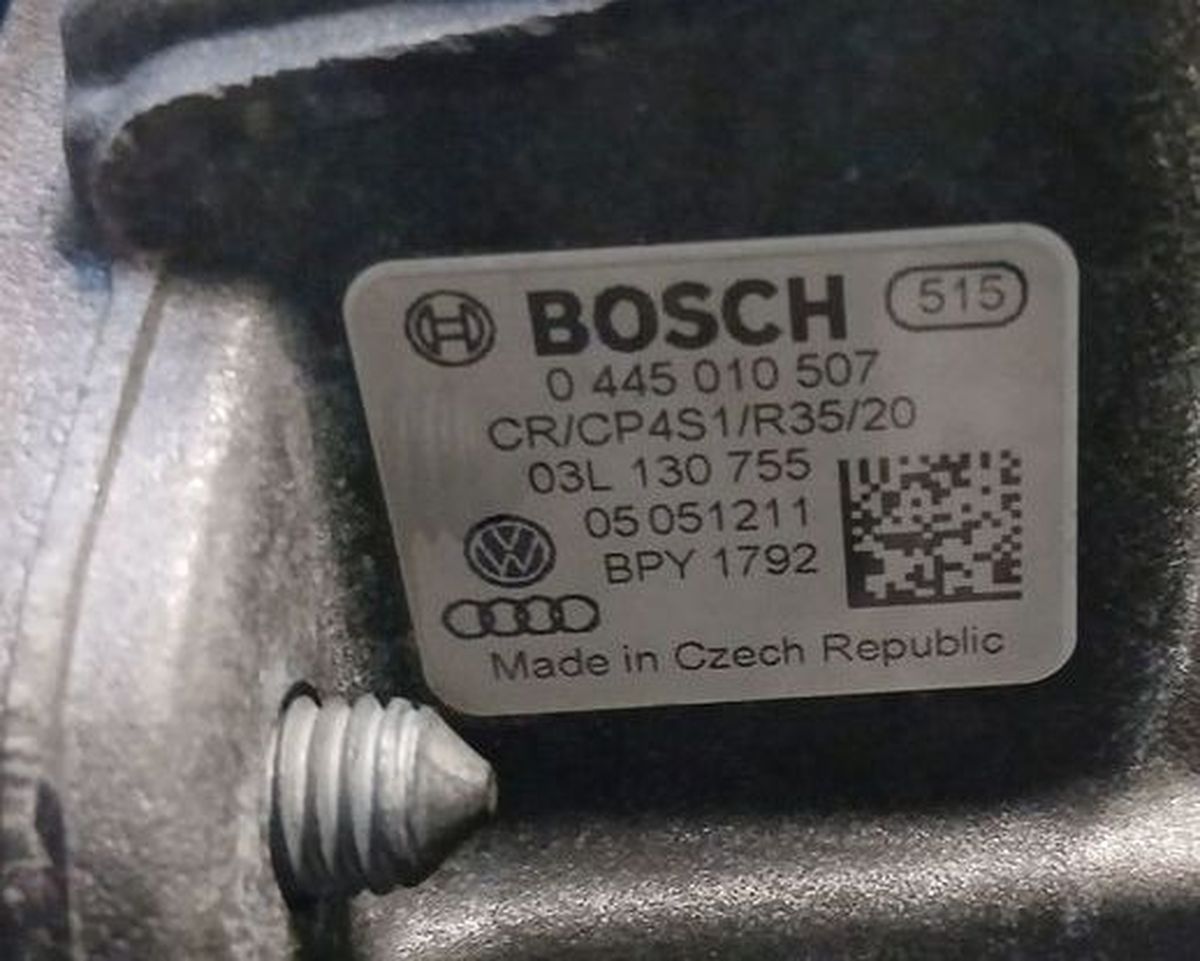 BOSCH 515
0 445 010 507
CR/CP4S1/R35/20
03L 130 755
05 051211
BPY 1792
Made in Czech Republic